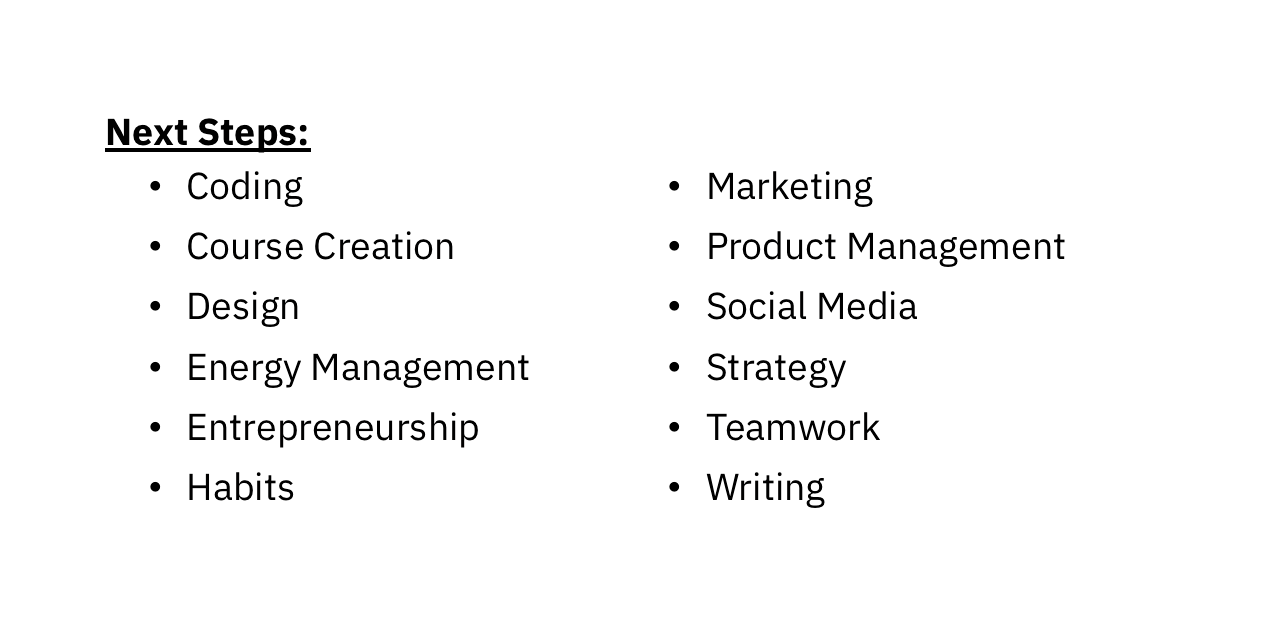 Next Steps:
• Coding
• Course Creation
• Design
• Energy Management
• Entrepreneurship
• Habits
• Marketing
• Product Management
• Social Media
• Strategy
• Teamwork
• Writing